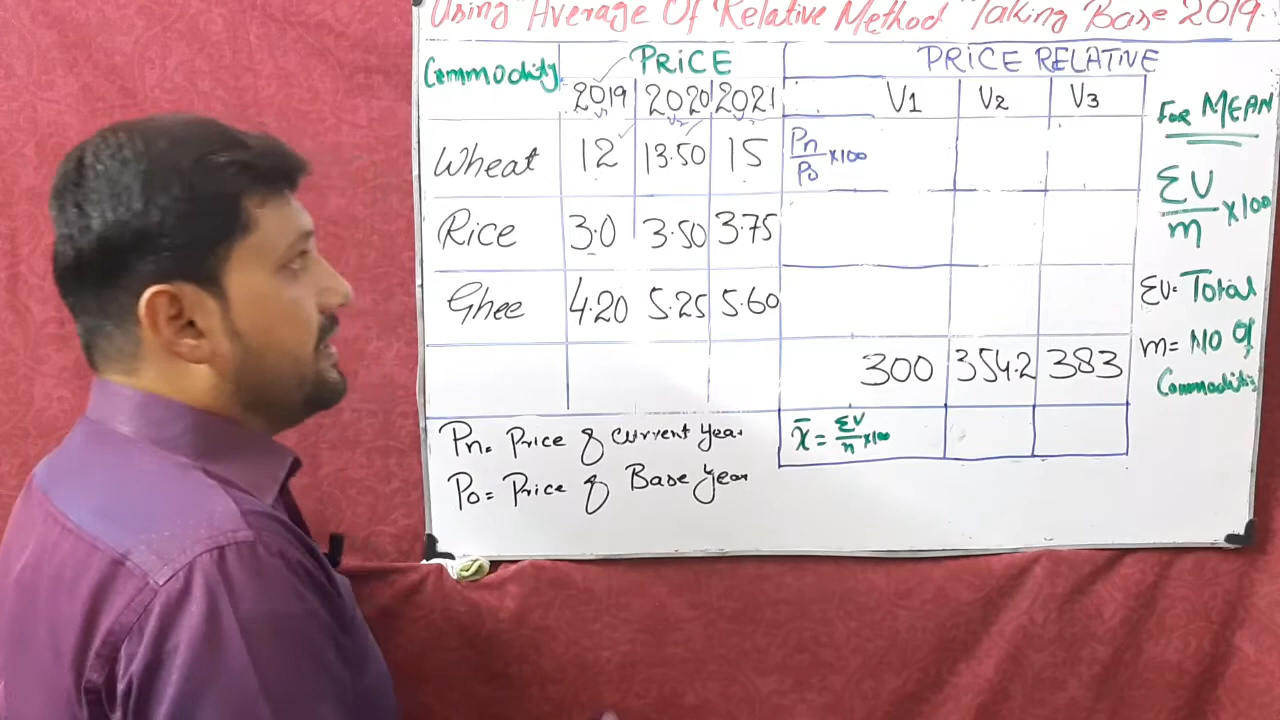 Using Average Of Relative Method Taking Base 2019.
Commodity PRICE PRICE RELATIVE
2019 2020 2021 V1 V2 V3
For MEAN
Wheat 12 13.50 15 Pn/Po x100
ΣV/n x100
Rice 3.0 3.50 3.75
Ghee 4.20 5.25 5.60
ΣV= Total
n= No Of Commodities
300 354.2 383
x̄ = ΣV/n x100
Pn= Price of Current Year
Po= Price of Base Year